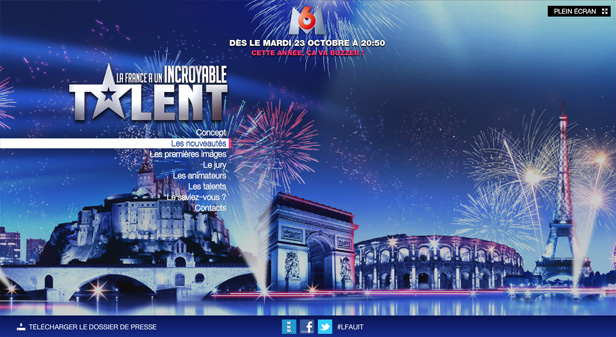 PLEIN ÉCRAN
M6
DÈS LE MARDI 23 OCTOBRE À 20:50
CETTE ANNÉE, ÇA VA BUZZER !
LA FRANCE A UN INCROYABLE
TALENT
Concept
Les nouveautés
Les premières images
Le jury
Les animateurs
Les talents
Le saviez-vous ?
Contacts
TÉLÉCHARGER LE DOSSIER DE PRESSE
#LFAUIT